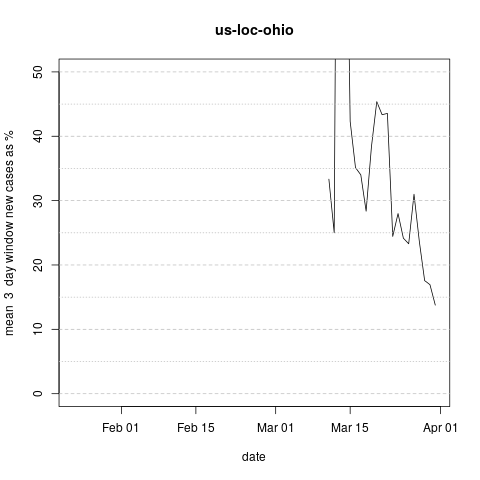 us-loc-ohio
mean  3  day window new cases as %
50
40
30
20
10
0
Feb 01
Feb 15
Mar 01
Mar 15
Apr 01
date